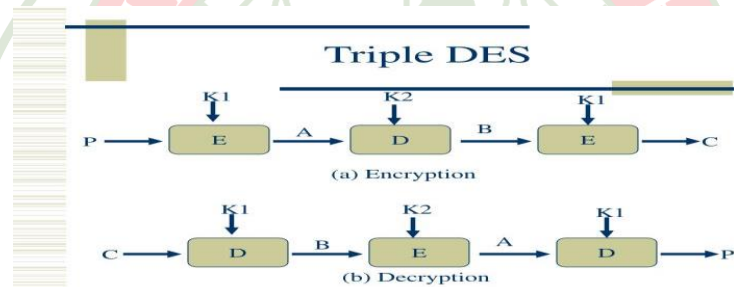 Triple DES
K1 K2 K1
P E A D B E C
(a) Encryption
K1 K2 K1
C D B E A D P
(b) Decryption